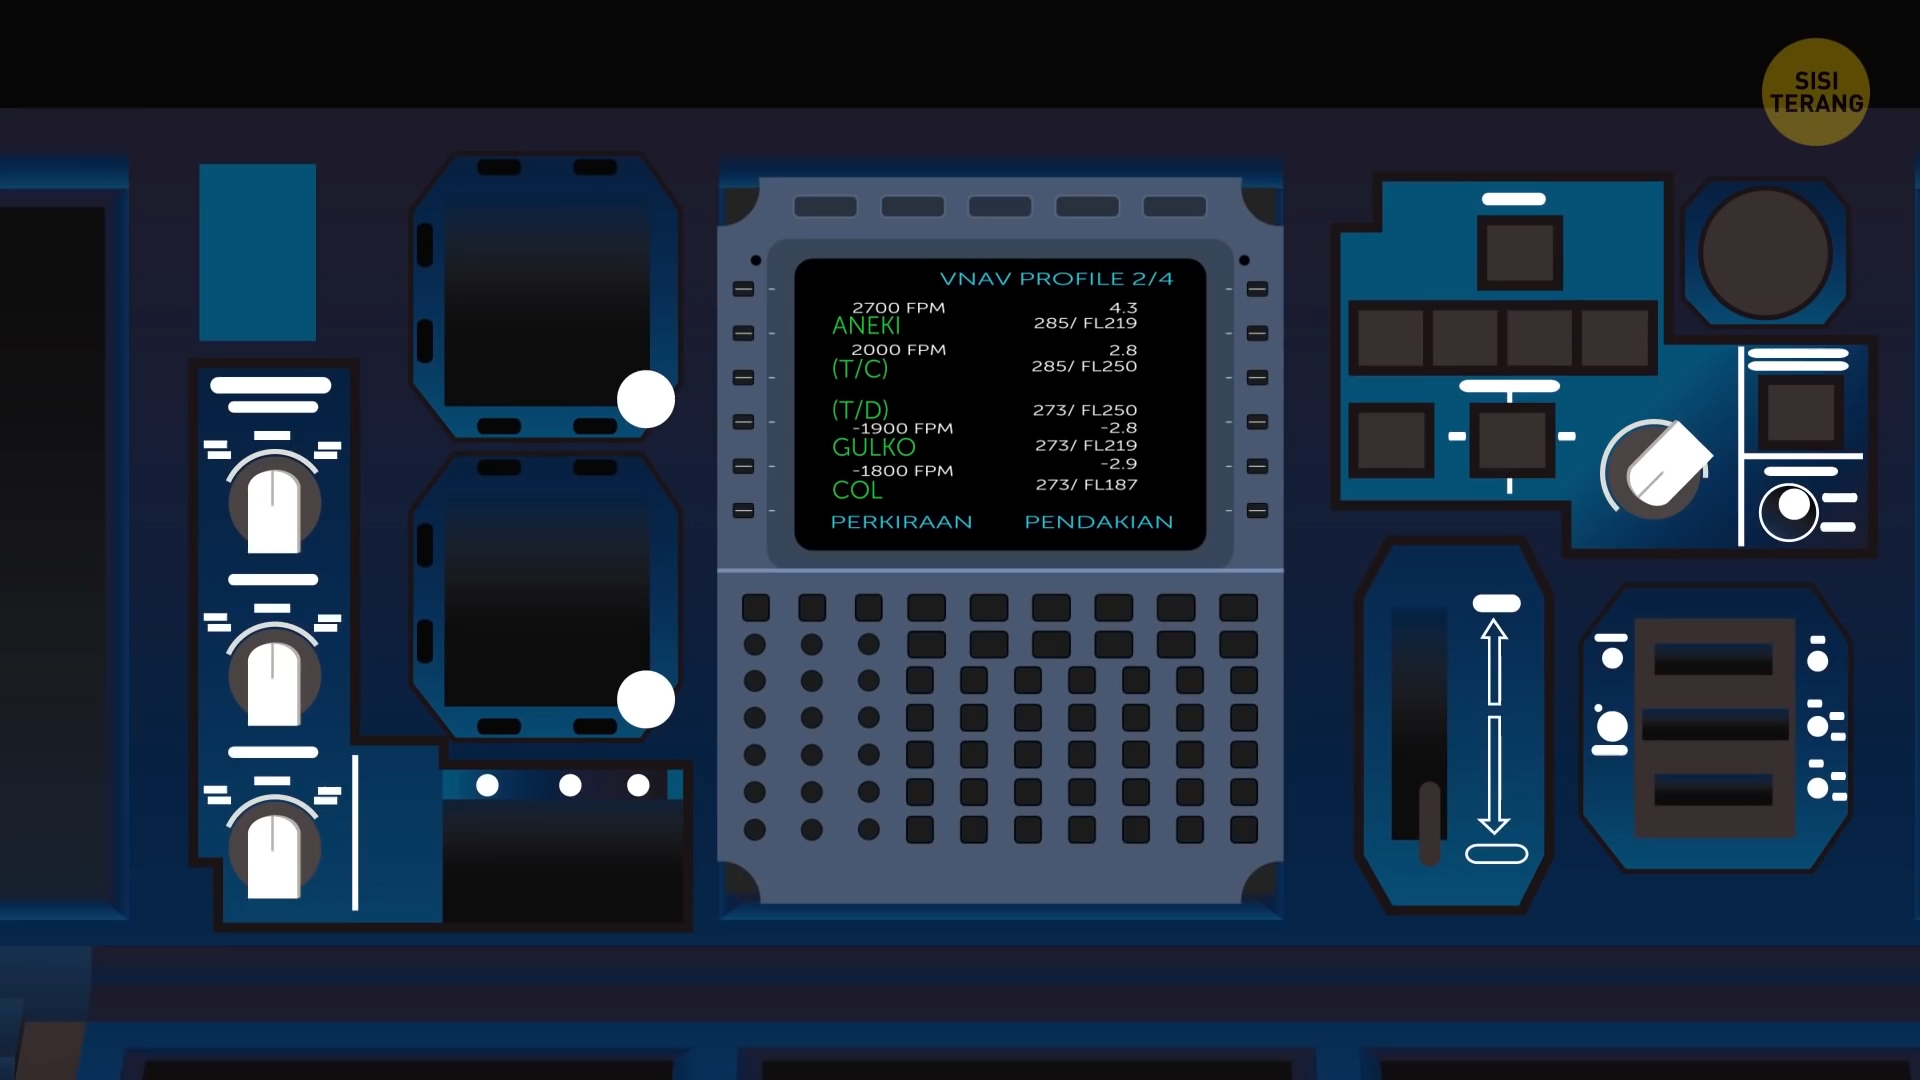 SISI
TERANG
VNAV PROFILE 2/4
2700 FPM 4.3
ANEKI 285/ FL219
2000 FPM 2.8
(T/C) 285/ FL250
(T/D) 273/ FL250
-1900 FPM -2.8
GULKO 273/ FL219
-1800 FPM -2.9
COL 273/ FL187
PERKIRAAN PENDAKIAN